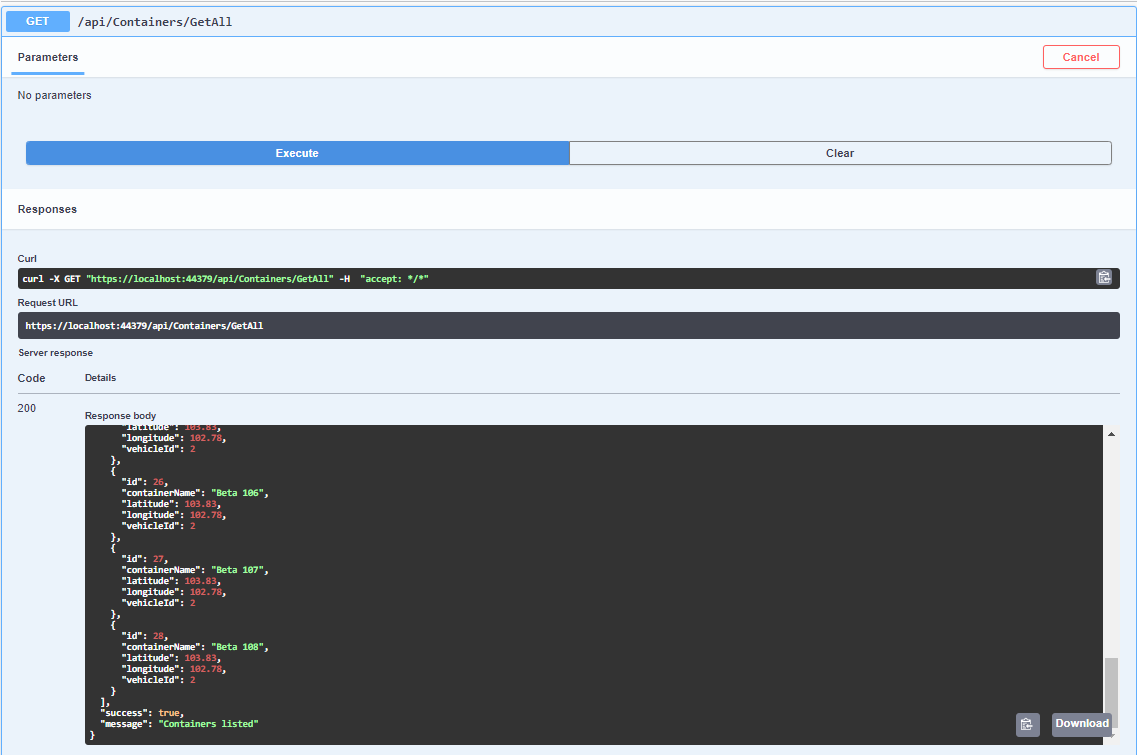 GET /api/Containers/GetAll
Parameters
Cancel
No parameters
Execute
Clear
Responses
Curl
curl -X GET "https://localhost:44379/api/Containers/GetAll" -H  "accept: */*"
Request URL
https://localhost:44379/api/Containers/GetAll
Server response
Code
Details
200
Response body
"latitude": 103.83,
"longitude": 102.78,
"vehicleId": 2
},
{
"id": 26,
"containerName": "Beta 106",
"latitude": 103.83,
"longitude": 102.78,
"vehicleId": 2
},
{
"id": 27,
"containerName": "Beta 107",
"latitude": 103.83,
"longitude": 102.78,
"vehicleId": 2
},
{
"id": 28,
"containerName": "Beta 108",
"latitude": 103.83,
"longitude": 102.78,
"vehicleId": 2
}
],
"success": true,
"message": "Containers listed"
}
Download